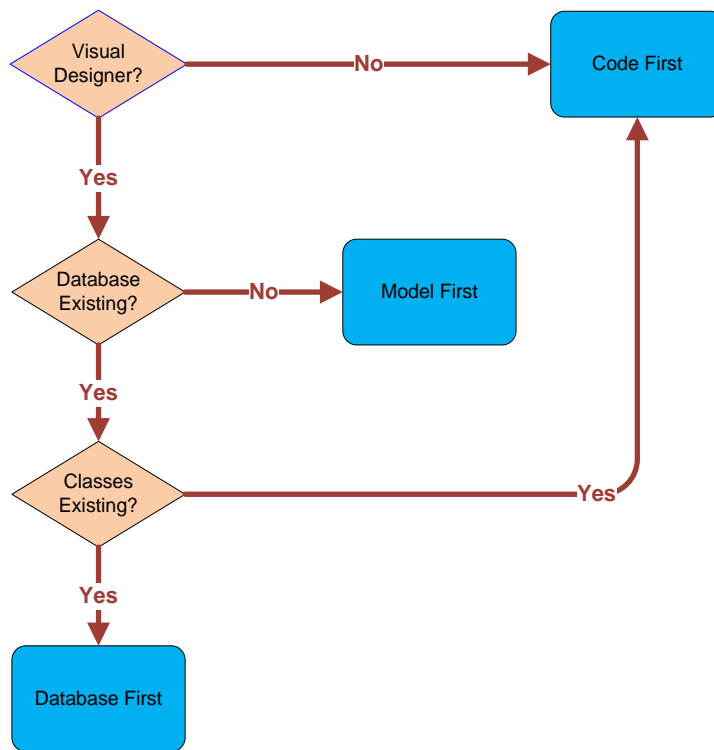 Visual
Designer?
No
Code First
Yes
Database
Existing?
No
Model First
Yes
Classes
Existing?
Yes
Yes
Database First